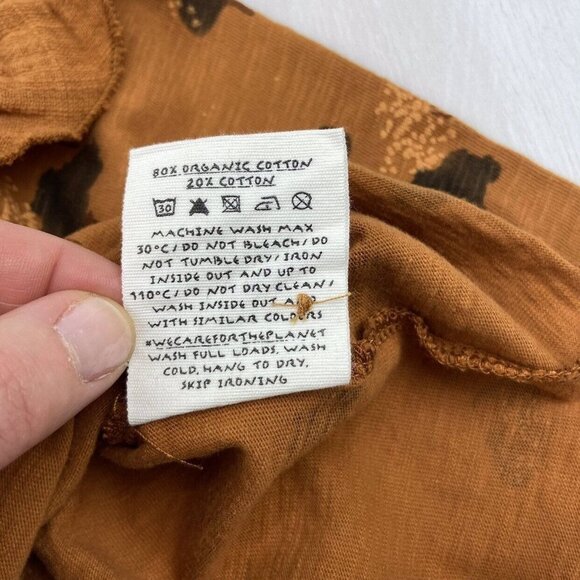 80% ORGANIC COTTON
20% COTTON
30
MACHINE WASH MAX
30°C/DO NOT BLEACH/DO
NOT TUMBLE DRY/IRON
INSIDE OUT AND UP TO
110°C/DO NOT DRY CLEAN/
WASH INSIDE OUT AND
WITH SIMILAR COLOURS
#WECAREFORTHEPLANET
WASH FULL LOADS, WASH
COLD, HANG TO DRY,
SKIP IRONING